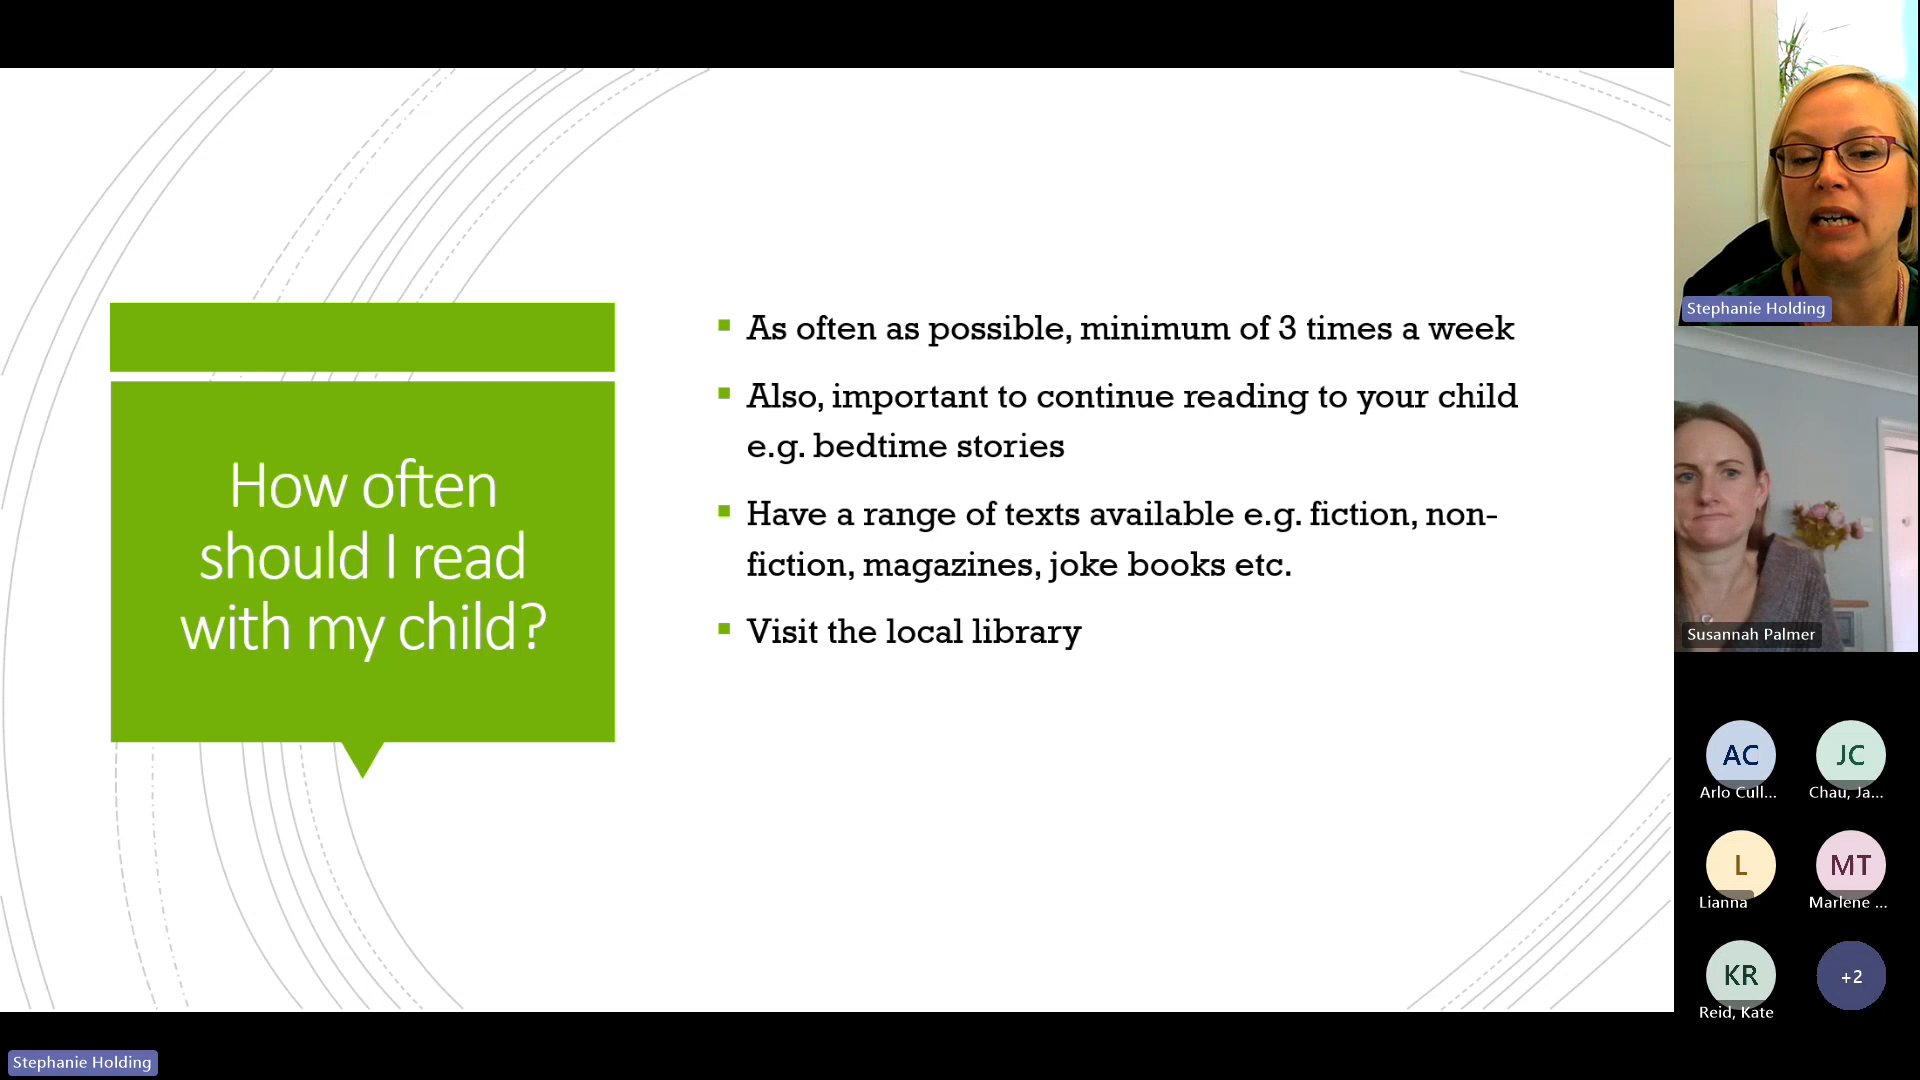 How often
should I read
with my child?
As often as possible, minimum of 3 times a week
Also, important to continue reading to your child
e.g. bedtime stories
Have a range of texts available e.g. fiction, non-
fiction, magazines, joke books etc.
Visit the local library
Stephanie Holding
Susannah Palmer
AC
JC
Arlo Cull...
Chau, Ja...
L
MT
Lianna
Marlene ...
KR
+2
Reid, Kate
Stephanie Holding